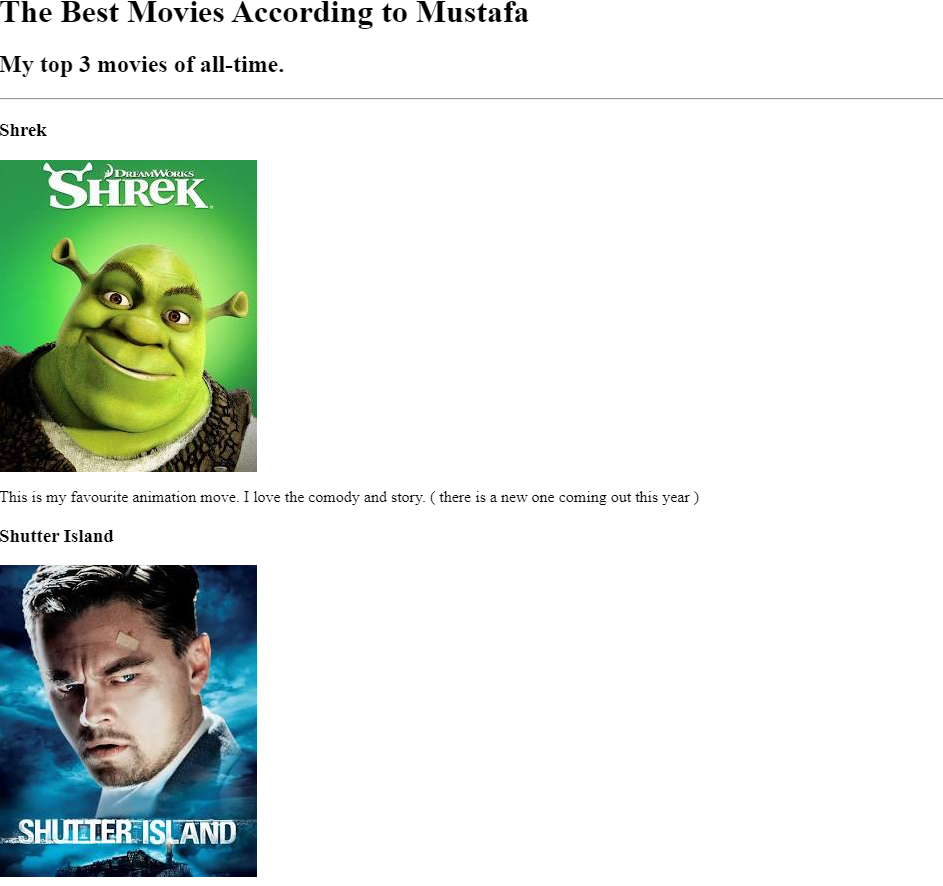 The Best Movies According to Mustafa
My top 3 movies of all-time.
Shrek
DREAMWORKS
SHREK
This is my favourite animation move. I love the comody and story. ( there is a new one coming out this year )
Shutter Island
SHUTTER ISLAND